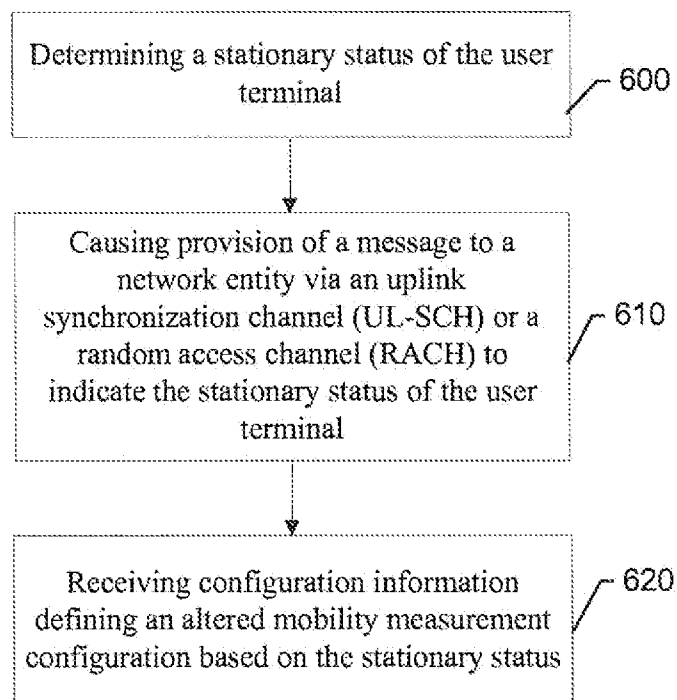 Determining a stationary status of the user
terminal
600
Causing provision of a message to a
network entity via an uplink
synchronization channel (UL-SCH) or a
random access channel (RACH) to
indicate the stationary status of the user
terminal
610
Receiving configuration information
defining an altered mobility measurement
configuration based on the stationary status
620